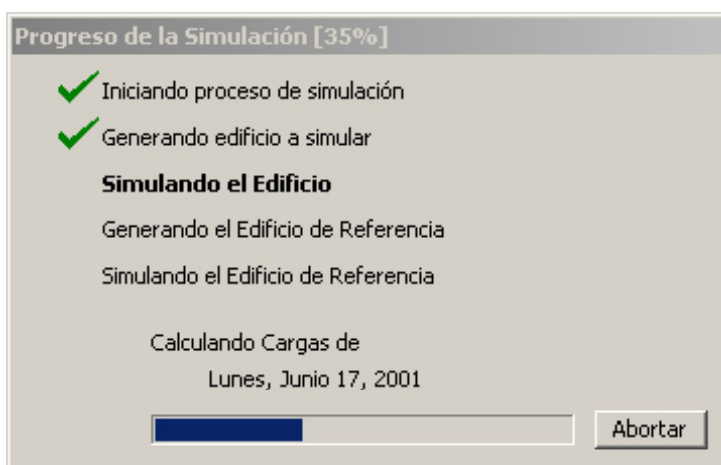 Progreso de la Simulación [35%]
Iniciando proceso de simulación
Generando edificio a simular
Simulando el Edificio
Generando el Edificio de Referencia
Simulando el Edificio de Referencia
Calculando Cargas de
Lunes, Junio 17, 2001
Abortar